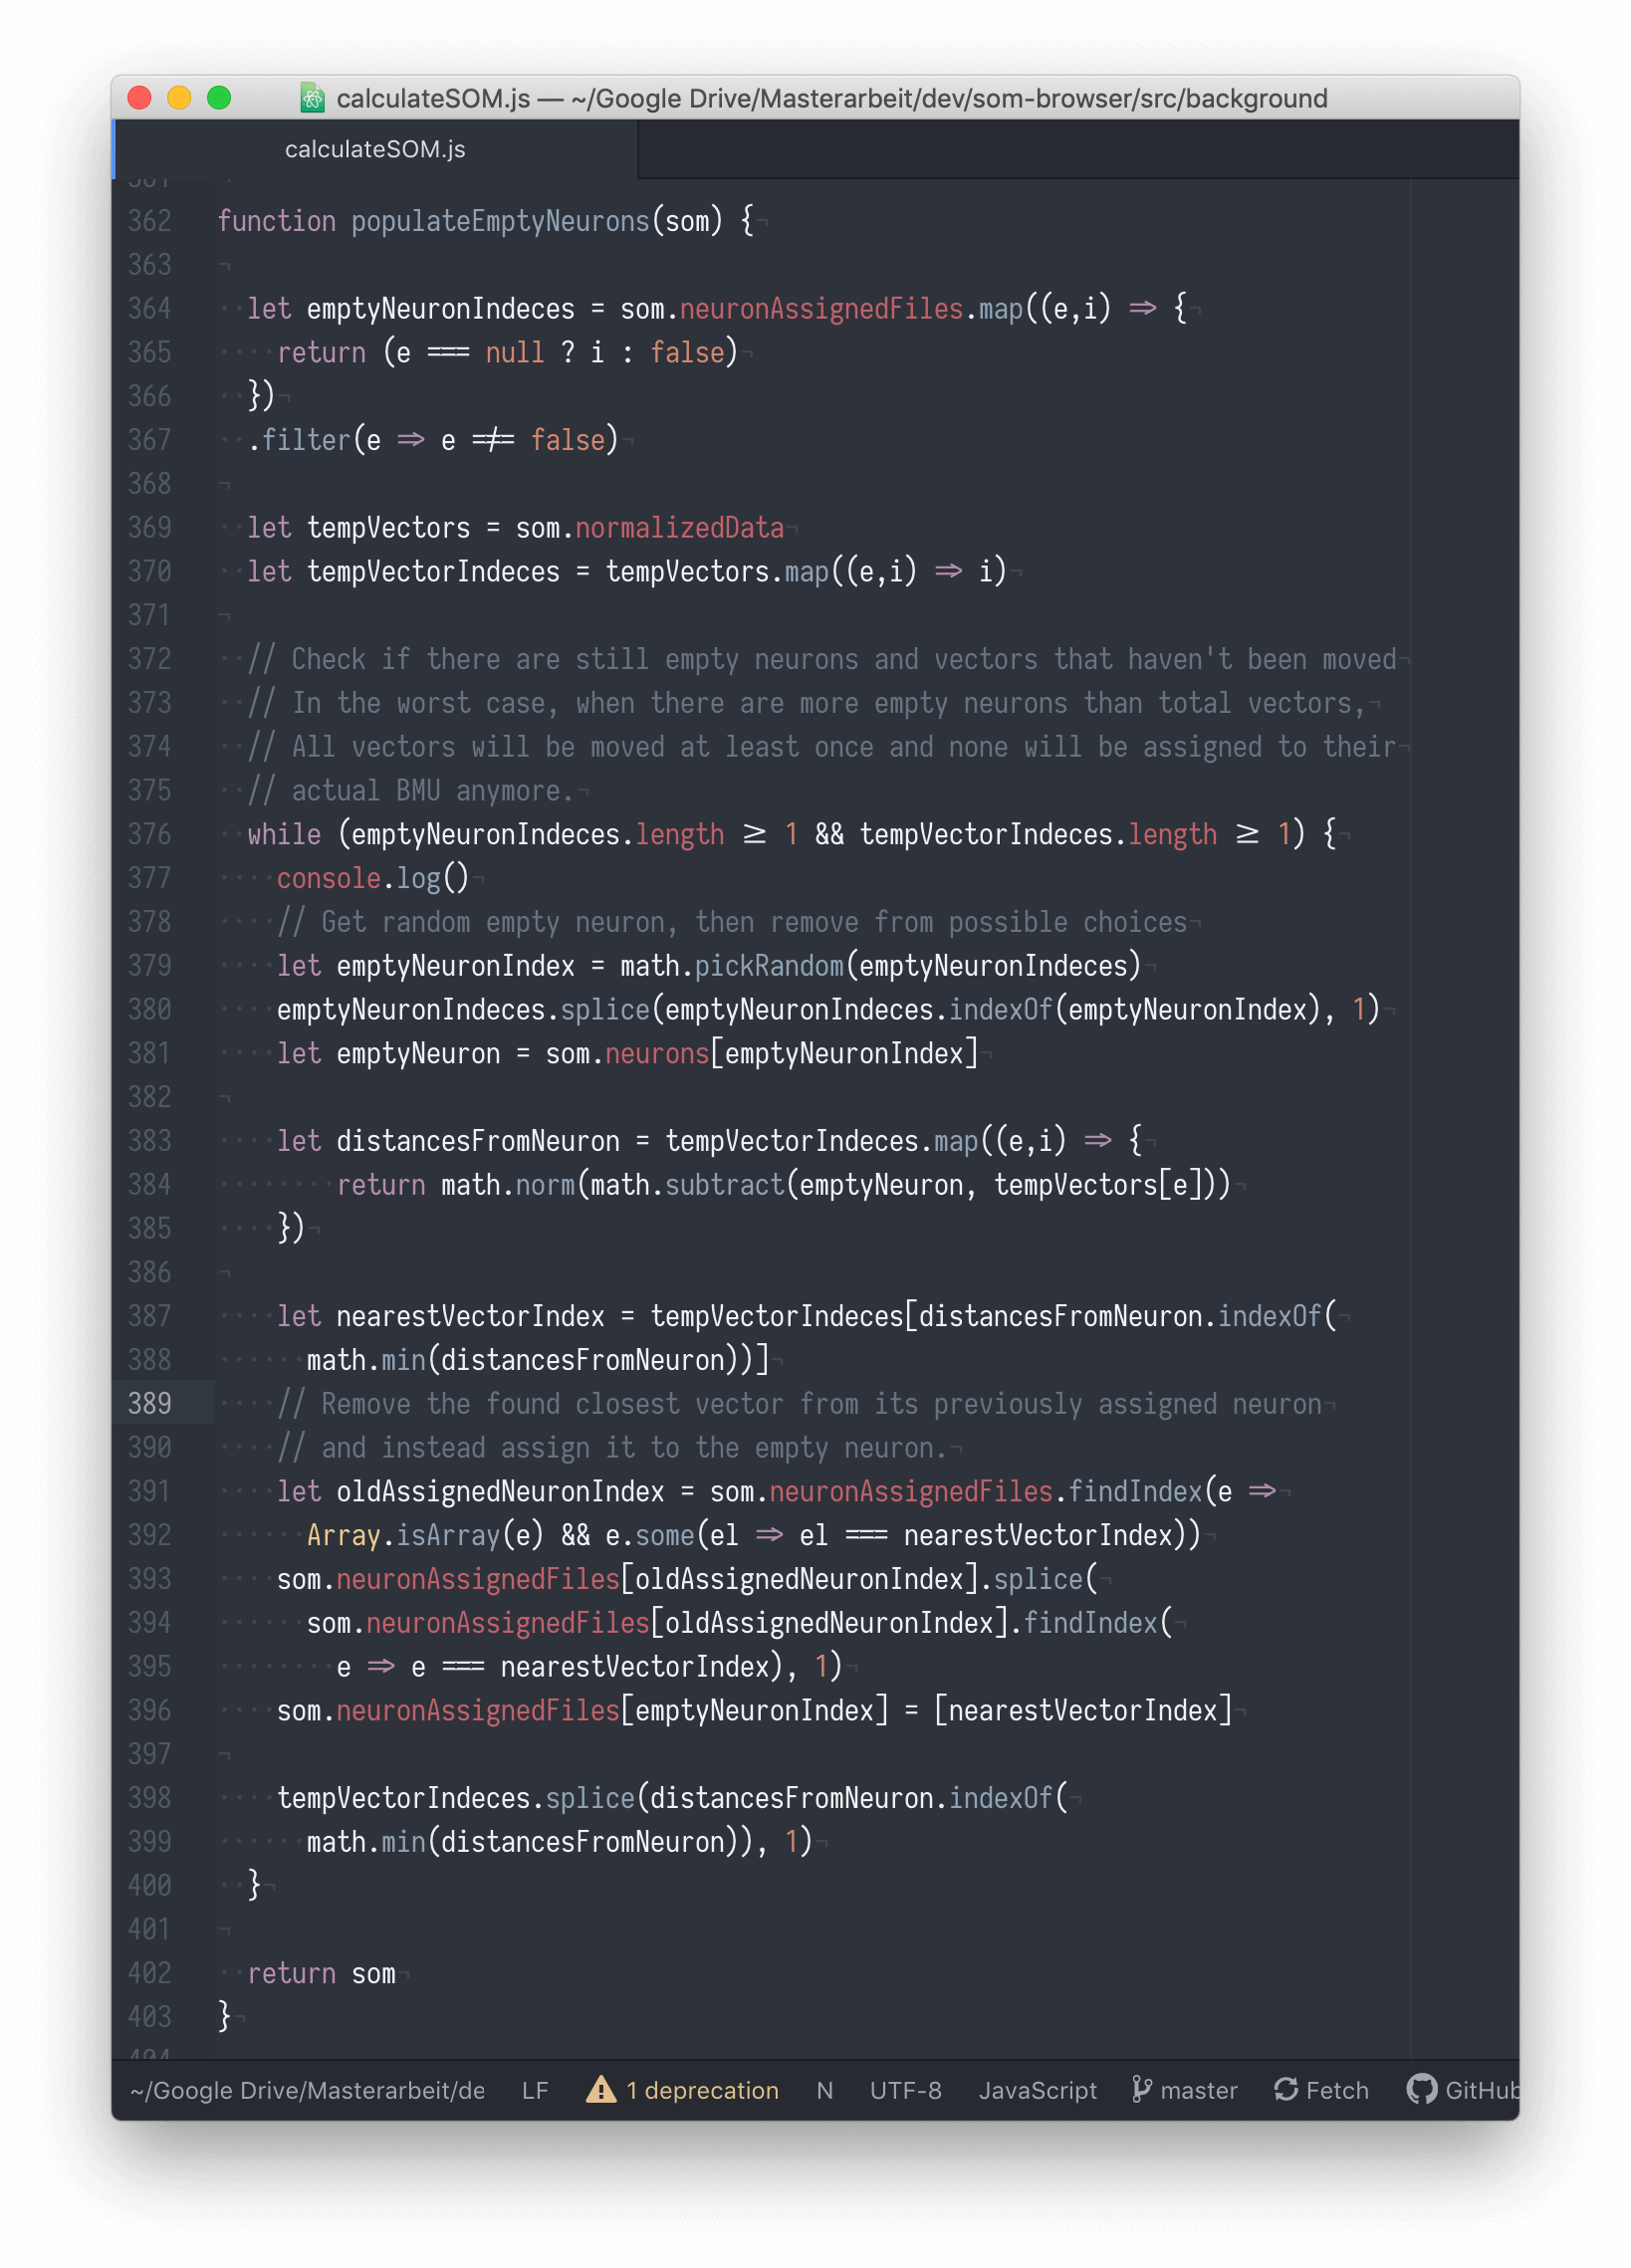 calculateSOM.js — ~/Google Drive/Masterarbeit/dev/som-browser/src/background
calculateSOM.js
361
362 function populateEmptyNeurons(som) {
363
364 let emptyNeuronIndeces = som.neuronAssignedFiles.map((e,i) => {
365 return (e === null ? i : false)
366 })
367 .filter(e => e !== false)
368
369 let tempVectors = som.normalizedData
370 let tempVectorIndeces = tempVectors.map((e,i) => i)
371
372 // Check if there are still empty neurons and vectors that haven't been moved
373 // In the worst case, when there are more empty neurons than total vectors,
374 // All vectors will be moved at least once and none will be assigned to their
375 // actual BMU anymore.
376 while (emptyNeuronIndeces.length >= 1 && tempVectorIndeces.length >= 1) {
377 console.log()
378 // Get random empty neuron, then remove from possible choices
379 let emptyNeuronIndex = math.pickRandom(emptyNeuronIndeces)
380 emptyNeuronIndeces.splice(emptyNeuronIndeces.indexOf(emptyNeuronIndex), 1)
381 let emptyNeuron = som.neurons[emptyNeuronIndex]
382
383 let distancesFromNeuron = tempVectorIndeces.map((e,i) => {
384 return math.norm(math.subtract(emptyNeuron, tempVectors[e]))
385 })
386
387 let nearestVectorIndex = tempVectorIndeces[distancesFromNeuron.indexOf(
388 math.min(distancesFromNeuron))]
389 // Remove the found closest vector from its previously assigned neuron
390 // and instead assign it to the empty neuron.
391 let oldAssignedNeuronIndex = som.neuronAssignedFiles.findIndex(e =>
392 Array.isArray(e) && e.some(el => el === nearestVectorIndex))
393 som.neuronAssignedFiles[oldAssignedNeuronIndex].splice(
394 som.neuronAssignedFiles[oldAssignedNeuronIndex].findIndex(
395 e => e === nearestVectorIndex), 1)
396 som.neuronAssignedFiles[emptyNeuronIndex] = [nearestVectorIndex]
397
398 tempVectorIndeces.splice(distancesFromNeuron.indexOf(
399 math.min(distancesFromNeuron)), 1)
400 }
401
402 return som
403 }
404
~/Google Drive/Masterarbeit/de LF 1 deprecation N UTF-8 JavaScript master Fetch GitHub